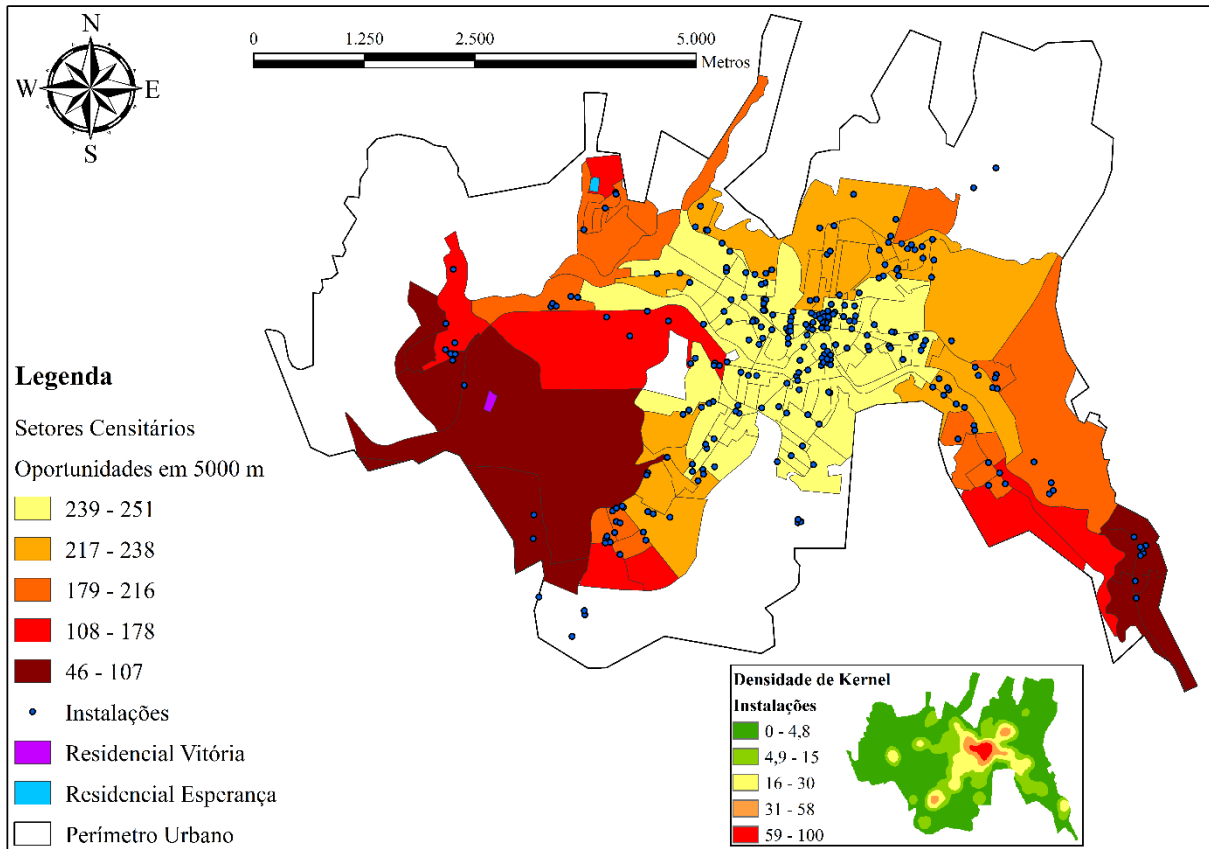 N
W E
S
0 1.250 2.500 5.000
Metros
Legenda
Setores Censitários
Oportunidades em 5000 m
239 - 251
217 - 238
179 - 216
108 - 178
46 - 107
Instalações
Residencial Vitória
Residencial Esperança
Perímetro Urbano
Densidade de Kernel
Instalações
0 - 4,8
4,9 - 15
16 - 30
31 - 58
59 - 100